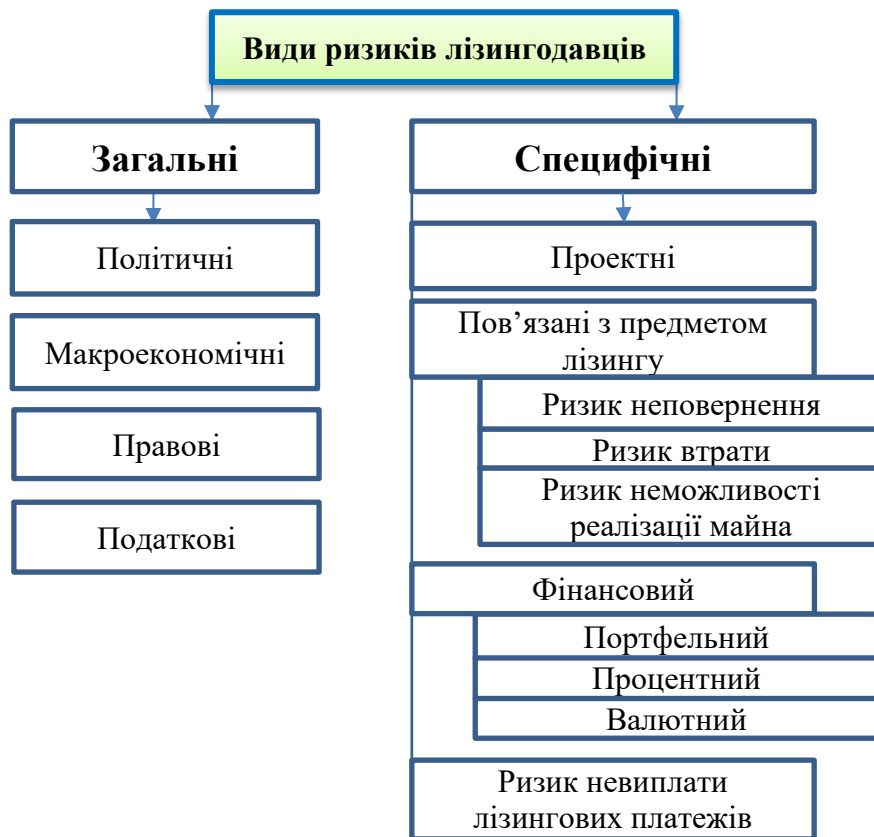 Види ризиків лізингодавців
Загальні
Політичні
Макроекономічні
Правові
Податкові
Специфічні
Проектні
Пов’язані з предметом
лізингу
Ризик неповернення
Ризик втрати
Ризик неможливості
реалізації майна
Фінансовий
Портфельний
Процентний
Валютний
Ризик невиплати
лізингових платежів